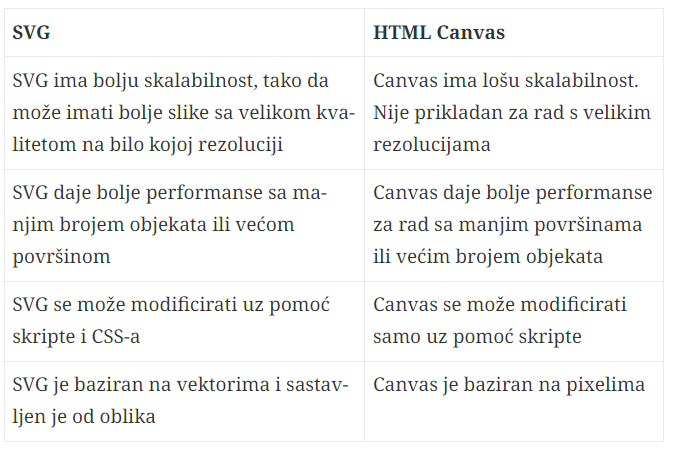 SVG
HTML Canvas
SVG ima bolju skalabilnost, tako da
može imati bolje slike sa velikom kva-
litetom na bilo kojoj rezoluciji
Canvas ima lošu skalabilnost.
Nije prikladan za rad s velikim
rezolucijama
SVG daje bolje performanse sa ma-
njim brojem objekata ili većom
površinom
Canvas daje bolje performanse
za rad sa manjim površinama
ili većim brojem objekata
SVG se može modificirati uz pomoć
skripte i CSS-a
Canvas se može modificirati
samo uz pomoć skripte
SVG je baziran na vektorima i sastav-
ljen je od oblika
Canvas je baziran na pixelima